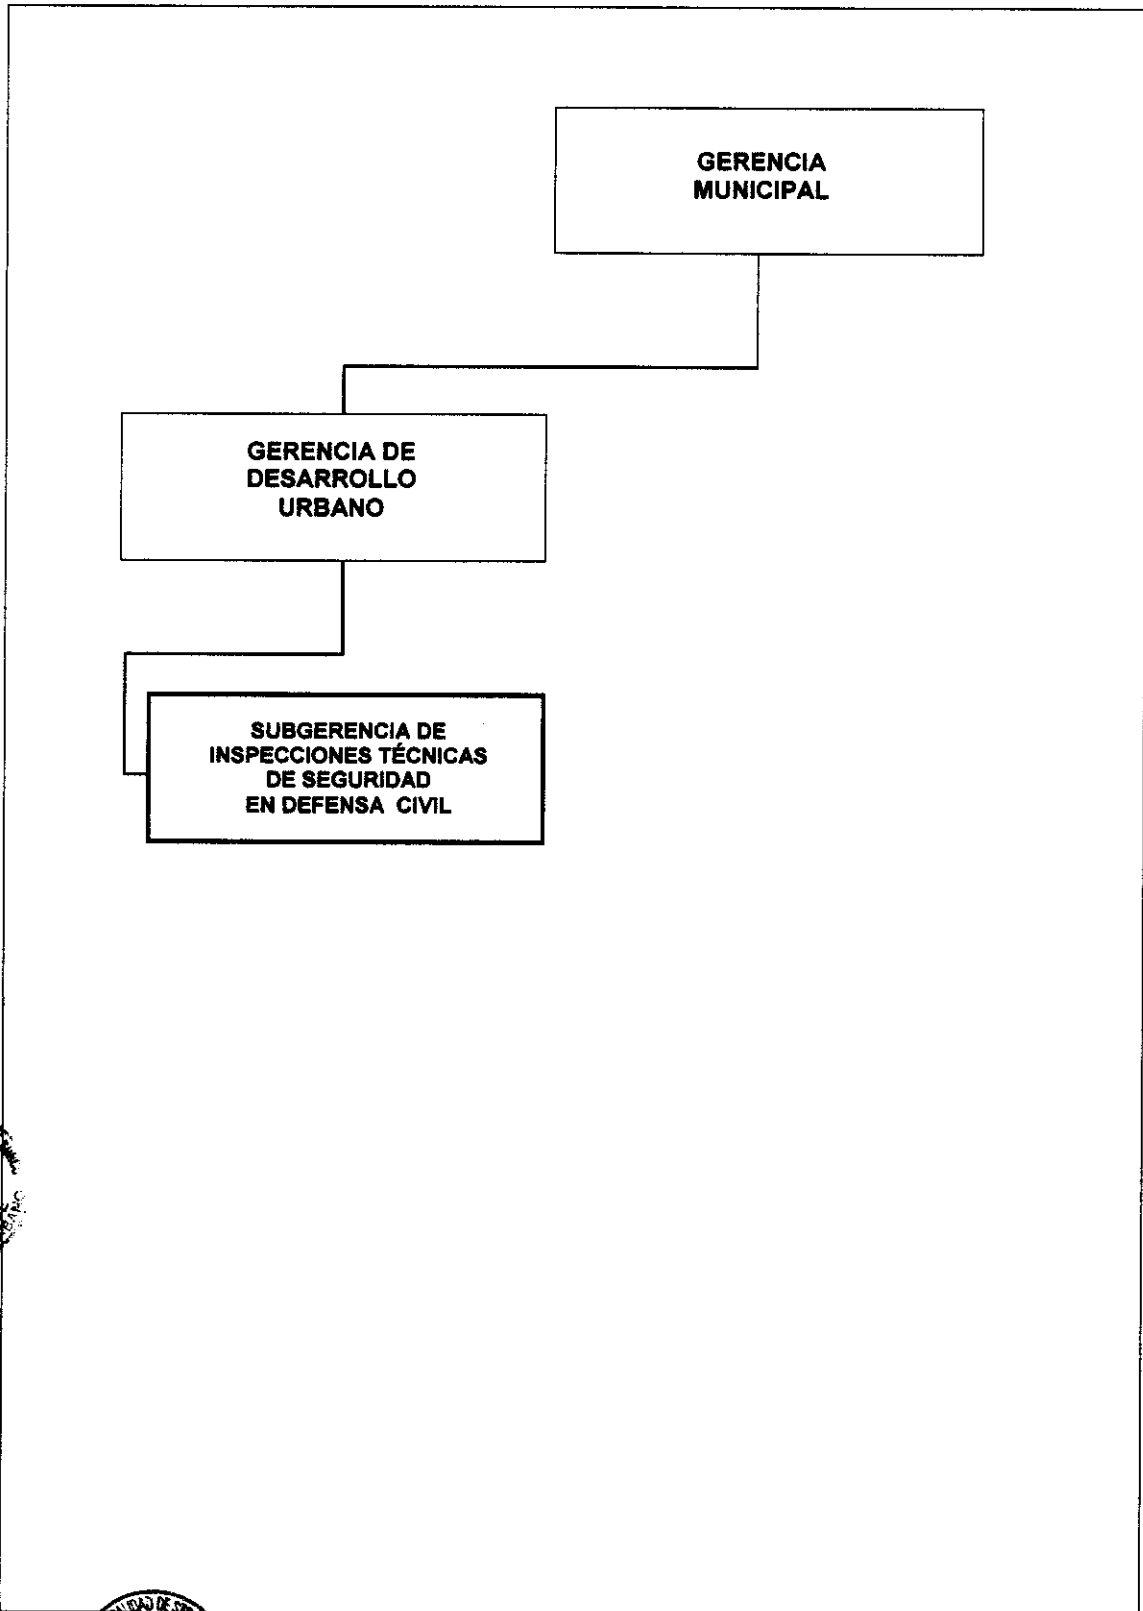 GERENCIA
MUNICIPAL
GERENCIA DE
DESARROLLO
URBANO
SUBGERENCIA DE
INSPECCIONES TÉCNICAS
DE SEGURIDAD
EN DEFENSA CIVIL